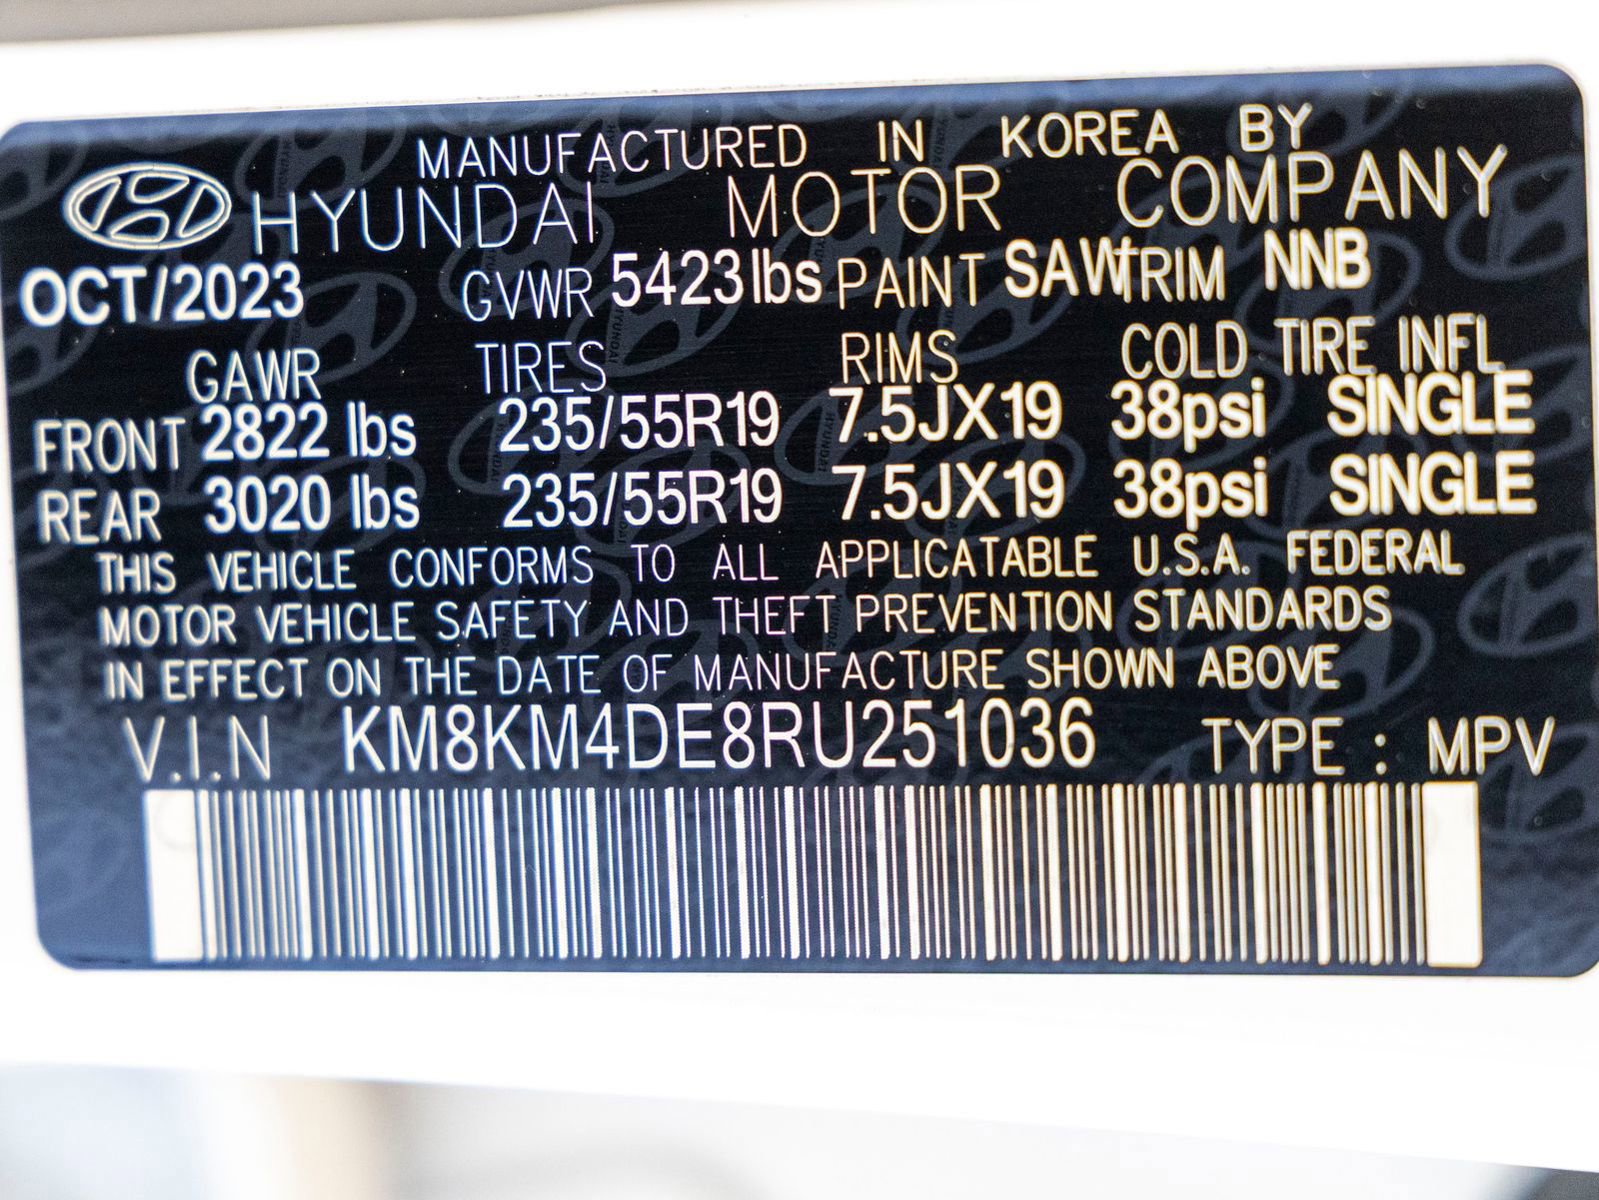 MANUFACTURED IN KOREA BY
HYUNDAI MOTOR COMPANY
OCT/2023 GVWR 5423lbs PAINT SAW TRIM NNB
GAWR TIRES RIMS COLD TIRE INFL
FRONT 2822 lbs 235/55R19 7.5JX19 38psi SINGLE
REAR 3020 lbs 235/55R19 7.5JX19 38psi SINGLE
THIS VEHICLE CONFORMS TO ALL APPLICATABLE U.S.A. FEDERAL
MOTOR VEHICLE SAFETY AND THEFT PREVENTION STANDARDS
IN EFFECT ON THE DATE OF MANUFACTURE SHOWN ABOVE
V.I.N KM8KM4DE8RU251036 TYPE : MPV